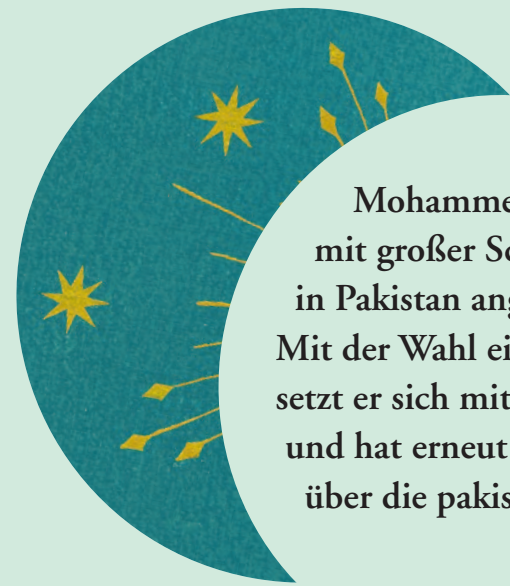 Mohamme
mit großer Sc
in Pakistan ang
Mit der Wahl ei
setzt er sich mit
und hat erneut
über die pakis